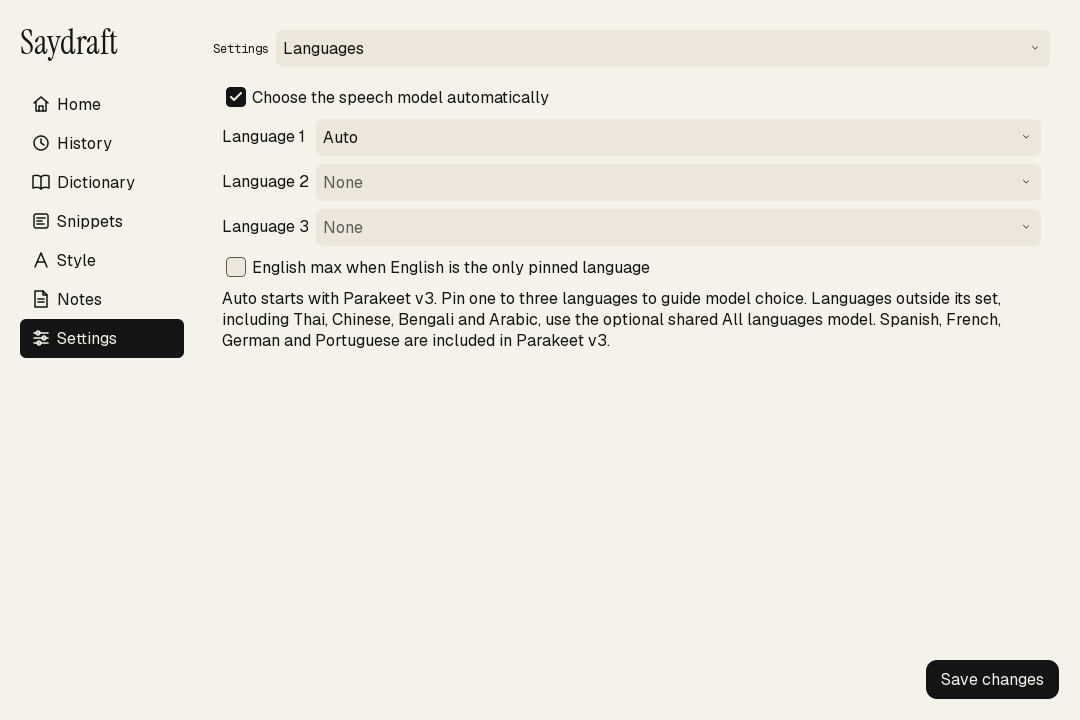 Saydraft
Home
History
Dictionary
Snippets
Style
Notes
Settings
Settings Languages
Choose the speech model automatically
Language 1 Auto
Language 2 None
Language 3 None
English max when English is the only pinned language
Auto starts with Parakeet v3. Pin one to three languages to guide model choice. Languages outside its set,
including Thai, Chinese, Bengali and Arabic, use the optional shared All languages model. Spanish, French,
German and Portuguese are included in Parakeet v3.
Save changes